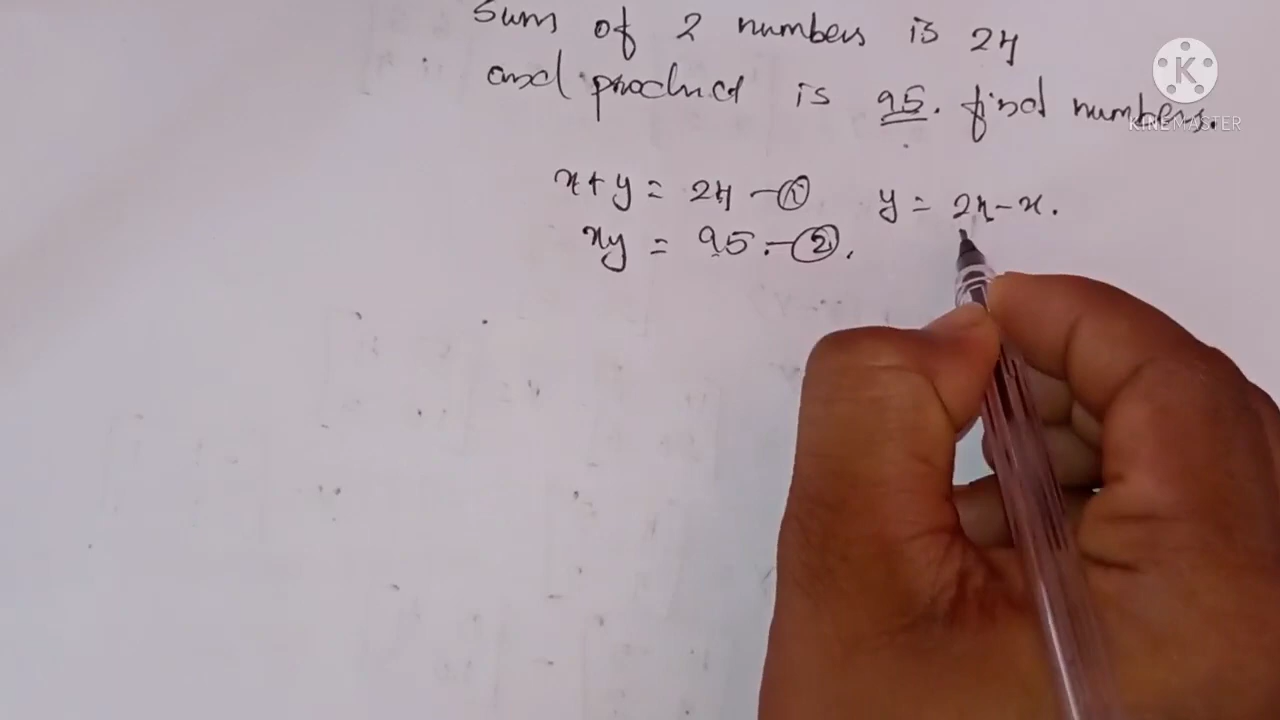 Sum of 2 numbers is 24
and product is 95. find numbers.
KINEMASTER
x+y = 24 —①
y = 24-x.
xy = 95.—②.